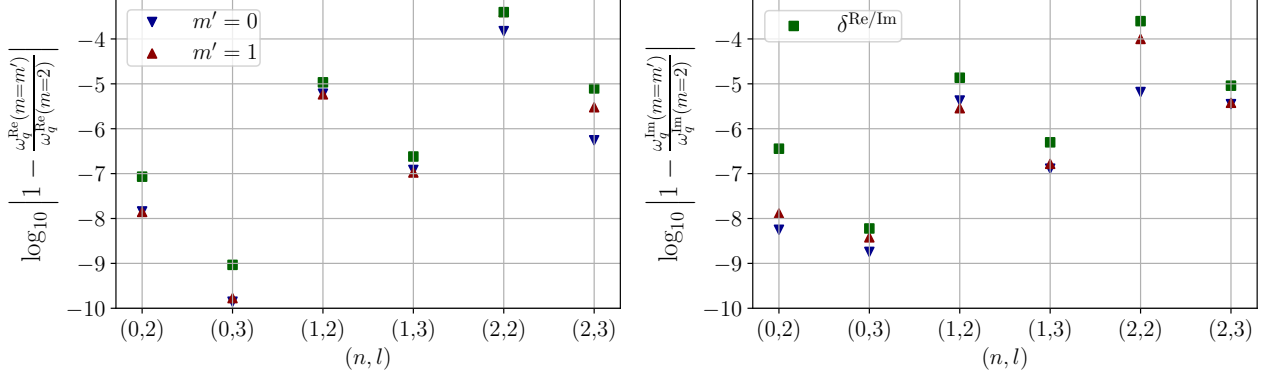 log₁₀ |1 − ω_q^Re(m=m′) / ω_q^Re(m=2)|
−4
−5
−6
−7
−8
−9
−10
m′ = 0
m′ = 1
(0,2) (0,3) (1,2) (1,3) (2,2) (2,3)
(n, l)
log₁₀ |1 − ω_q^Im(m=m′) / ω_q^Im(m=2)|
−4
−5
−6
−7
−8
−9
−10
δ^Re/Im
(0,2) (0,3) (1,2) (1,3) (2,2) (2,3)
(n, l)